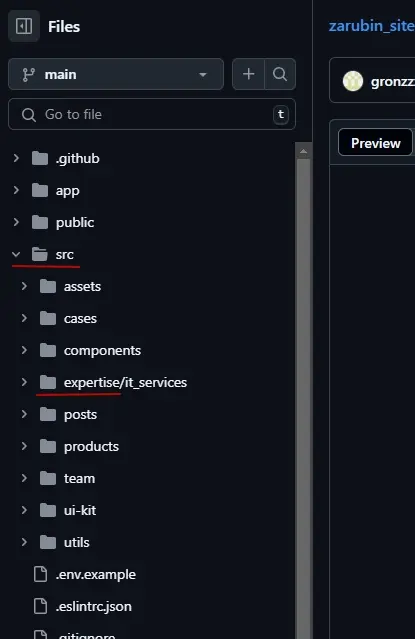 Files
zarubin_site
main
gronzz
Go to file
t
Preview
.github
app
public
src
assets
cases
components
expertise/it_services
posts
products
team
ui-kit
utils
.env.example
.eslintrc.json
.gitignore